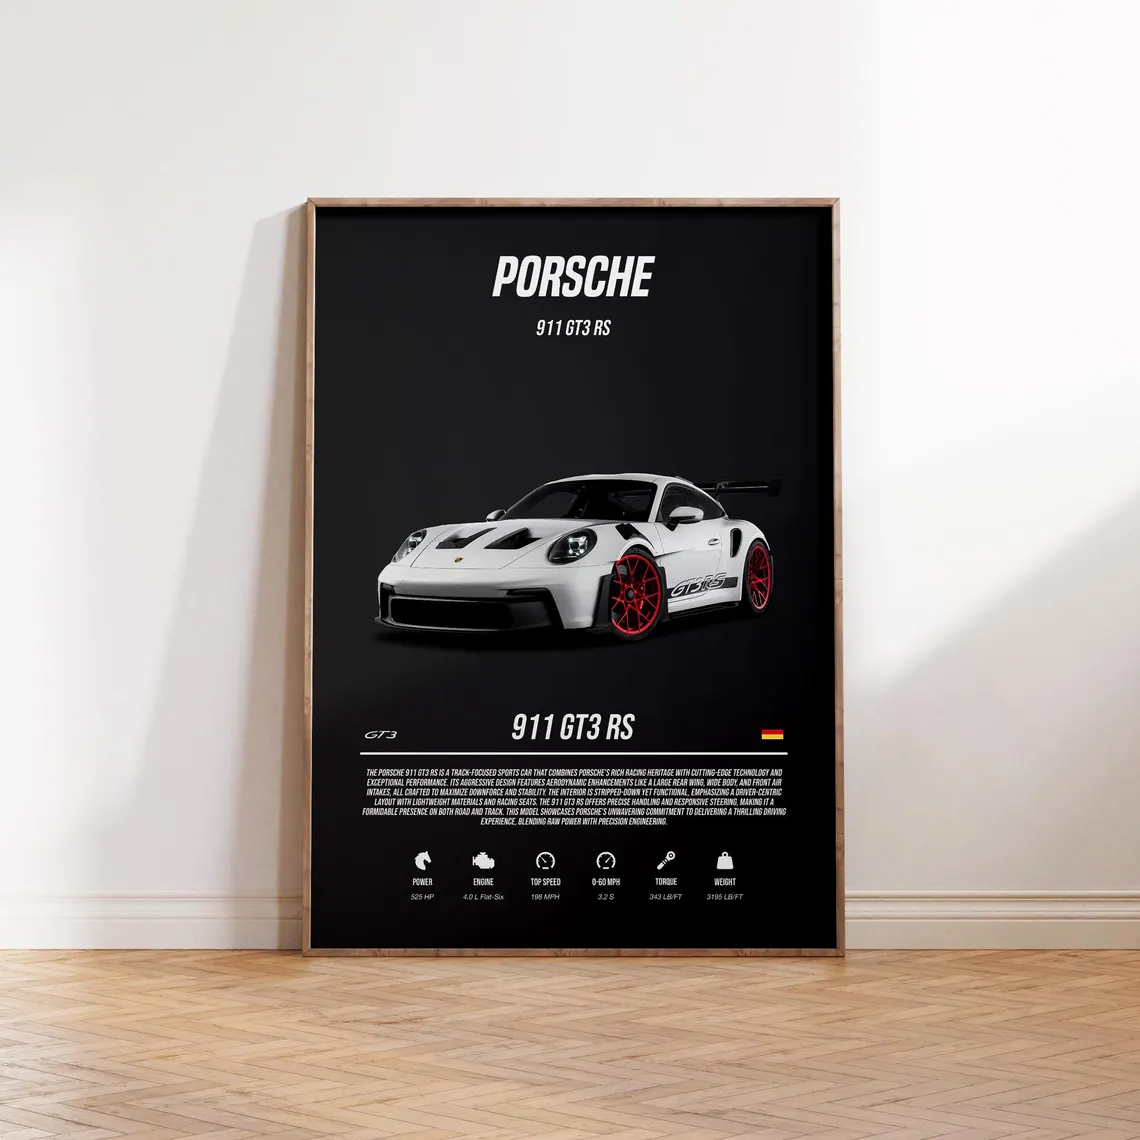 PORSCHE
911 GT3 RS
GT3 RS
GT3
911 GT3 RS
THE PORSCHE 911 GT3 RS IS A TRACK-FOCUSED SPORTS CAR THAT COMBINES PORSCHE'S RICH RACING HERITAGE WITH CUTTING-EDGE TECHNOLOGY AND
EXCEPTIONAL PERFORMANCE. ITS AGGRESSIVE DESIGN FEATURES AERODYNAMIC ENHANCEMENTS LIKE A LARGE REAR WING, WIDE BODY, AND FRONT AIR
INTAKES, ALL CRAFTED TO MAXIMIZE DOWNFORCE AND STABILITY. THE INTERIOR IS STRIPPED-DOWN YET FUNCTIONAL, EMPHASIZING A DRIVER-CENTRIC
LAYOUT WITH LIGHTWEIGHT MATERIALS AND RACING SEATS. THE 911 GT3 RS OFFERS PRECISE HANDLING AND RESPONSIVE STEERING, MAKING IT A
FORMIDABLE PRESENCE ON BOTH ROAD AND TRACK. THIS MODEL SHOWCASES PORSCHE'S UNWAVERING COMMITMENT TO DELIVERING A THRILLING DRIVING
EXPERIENCE, BLENDING RAW POWER WITH PRECISION ENGINEERING.
POWER ENGINE TOP SPEED 0-60 MPH TORQUE WEIGHT
525 HP 4.0 L Flat-Six 198 MPH 3.2 S 343 LB/FT 3195 LB/FT